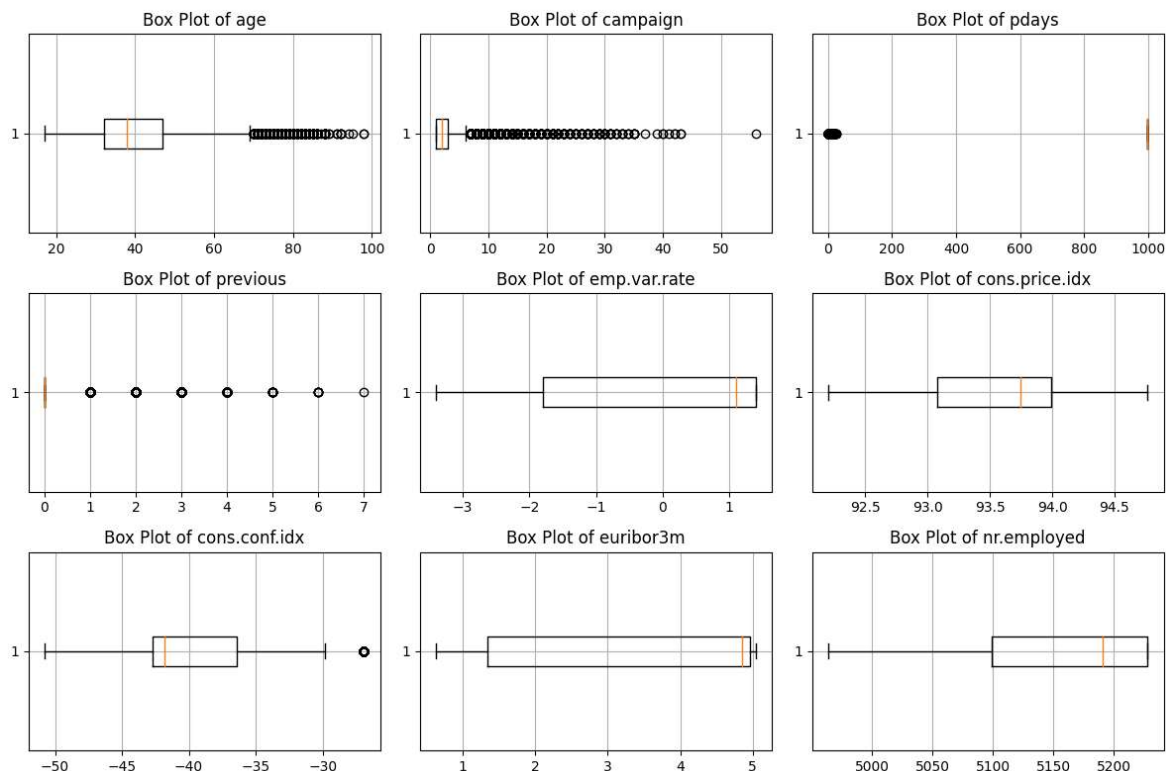 Box Plot of age
1
20 40 60 80 100
Box Plot of campaign
1
0 10 20 30 40 50
Box Plot of pdays
1
0 200 400 600 800 1000
Box Plot of previous
1
0 1 2 3 4 5 6 7
Box Plot of emp.var.rate
1
−3 −2 −1 0 1
Box Plot of cons.price.idx
1
92.5 93.0 93.5 94.0 94.5
Box Plot of cons.conf.idx
1
−50 −45 −40 −35 −30
Box Plot of euribor3m
1
1 2 3 4 5
Box Plot of nr.employed
1
5000 5050 5100 5150 5200